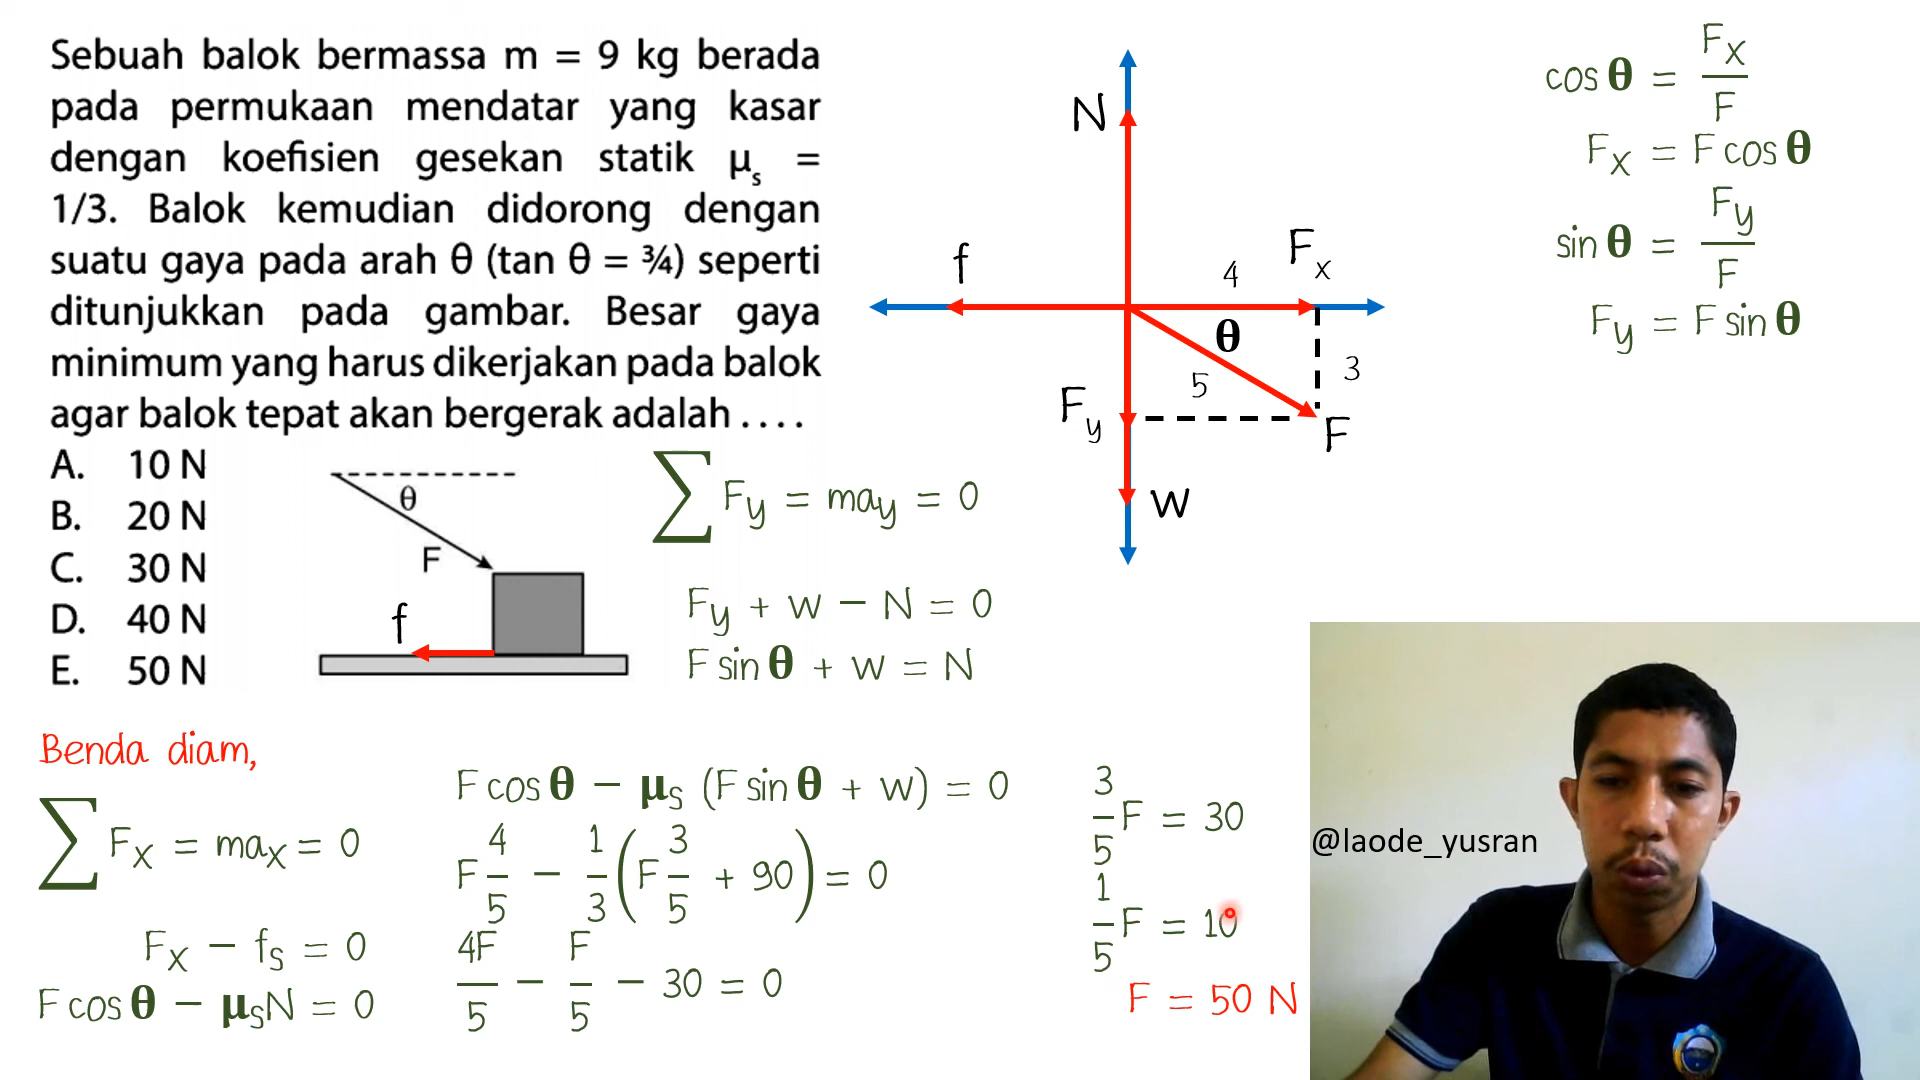 Sebuah balok bermassa m = 9 kg berada
pada permukaan mendatar yang kasar
dengan koefisien gesekan statik μs =
1/3. Balok kemudian didorong dengan
suatu gaya pada arah θ (tan θ = ¾) seperti
ditunjukkan pada gambar. Besar gaya
minimum yang harus dikerjakan pada balok
agar balok tepat akan bergerak adalah . . . .
A. 10 N
B. 20 N
C. 30 N
D. 40 N
E. 50 N
θ
F
f
N
f
4
Fx
θ
5
3
Fy
F
W
cos θ = Fx/F
Fx = F cos θ
sin θ = Fy/F
Fy = F sin θ
∑ Fy = may = 0
Fy + w − N = 0
F sin θ + w = N
Benda diam,
∑ Fx = max = 0
Fx − fs = 0
F cos θ − μsN = 0
F cos θ − μs (F sin θ + w) = 0
F 4/5 − 1/3 (F 3/5 + 90) = 0
4F/5 − F/5 − 30 = 0
3/5 F = 30
1/5 F = 10
F = 50 N
@laode_yusran